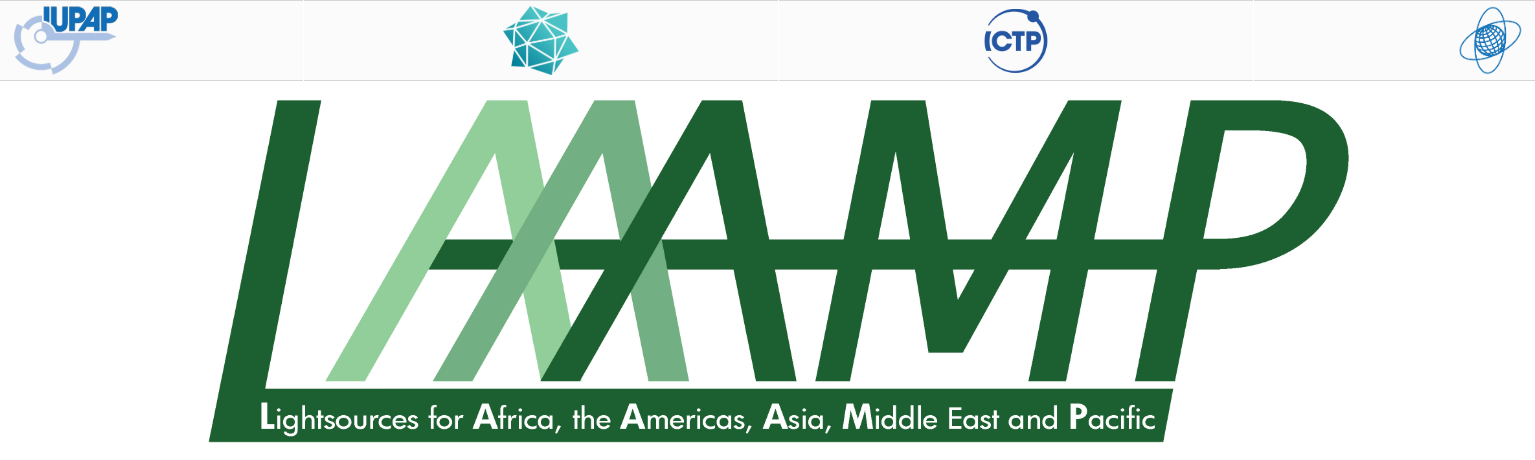 IUPAP
ICTP
LAAAMP
Lightsources for Africa, the Americas, Asia, Middle East and Pacific